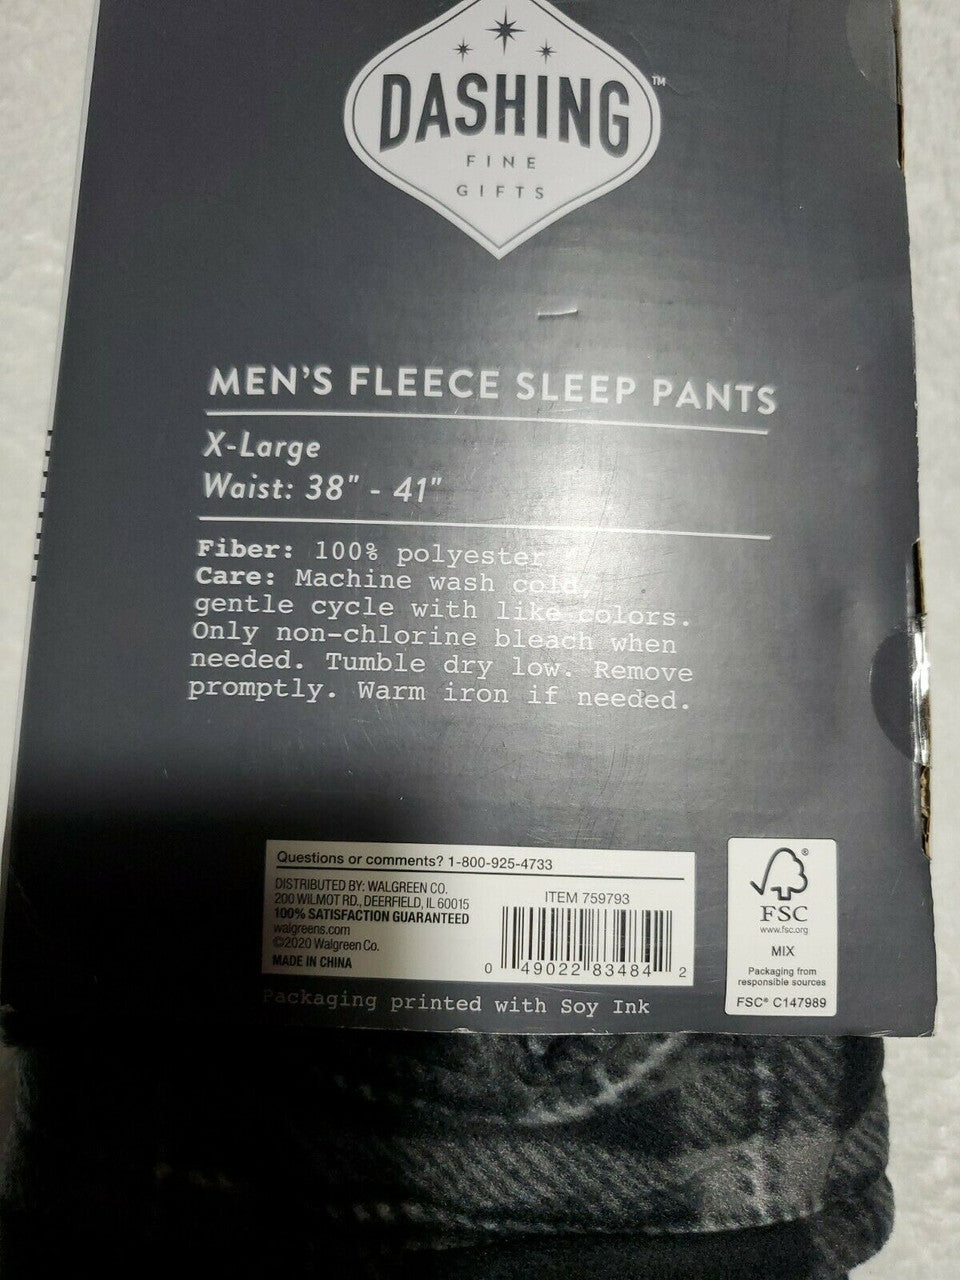 DASHING™
FINE
GIFTS
MEN'S FLEECE SLEEP PANTS
X-Large
Waist: 38" - 41"
Fiber: 100% polyester
Care: Machine wash cold,
gentle cycle with like colors.
Only non-chlorine bleach when
needed. Tumble dry low. Remove
promptly. Warm iron if needed.
Questions or comments? 1-800-925-4733
DISTRIBUTED BY: WALGREEN CO.
200 WILMOT RD., DEERFIELD, IL 60015
100% SATISFACTION GUARANTEED
walgreens.com
©2020 Walgreen Co.
MADE IN CHINA
ITEM 759793
0 49022 83484 2
Packaging printed with Soy Ink
®
FSC
www.fsc.org
MIX
Packaging from
responsible sources
FSC® C147989